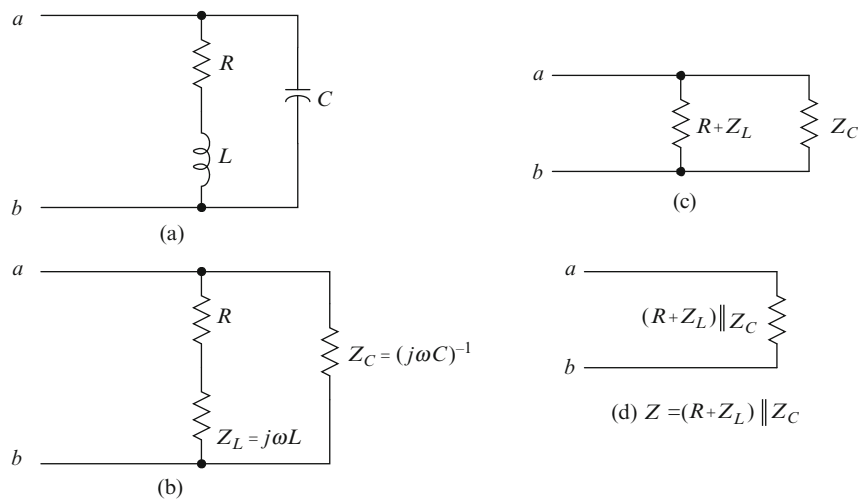 a
R
C
L
b
(a)
a
R
Z_C = (jωC)⁻¹
Z_L = jωL
b
(b)
a
R+Z_L
Z_C
b
(c)
a
(R+Z_L)‖Z_C
b
(d) Z =(R+Z_L) ‖Z_C